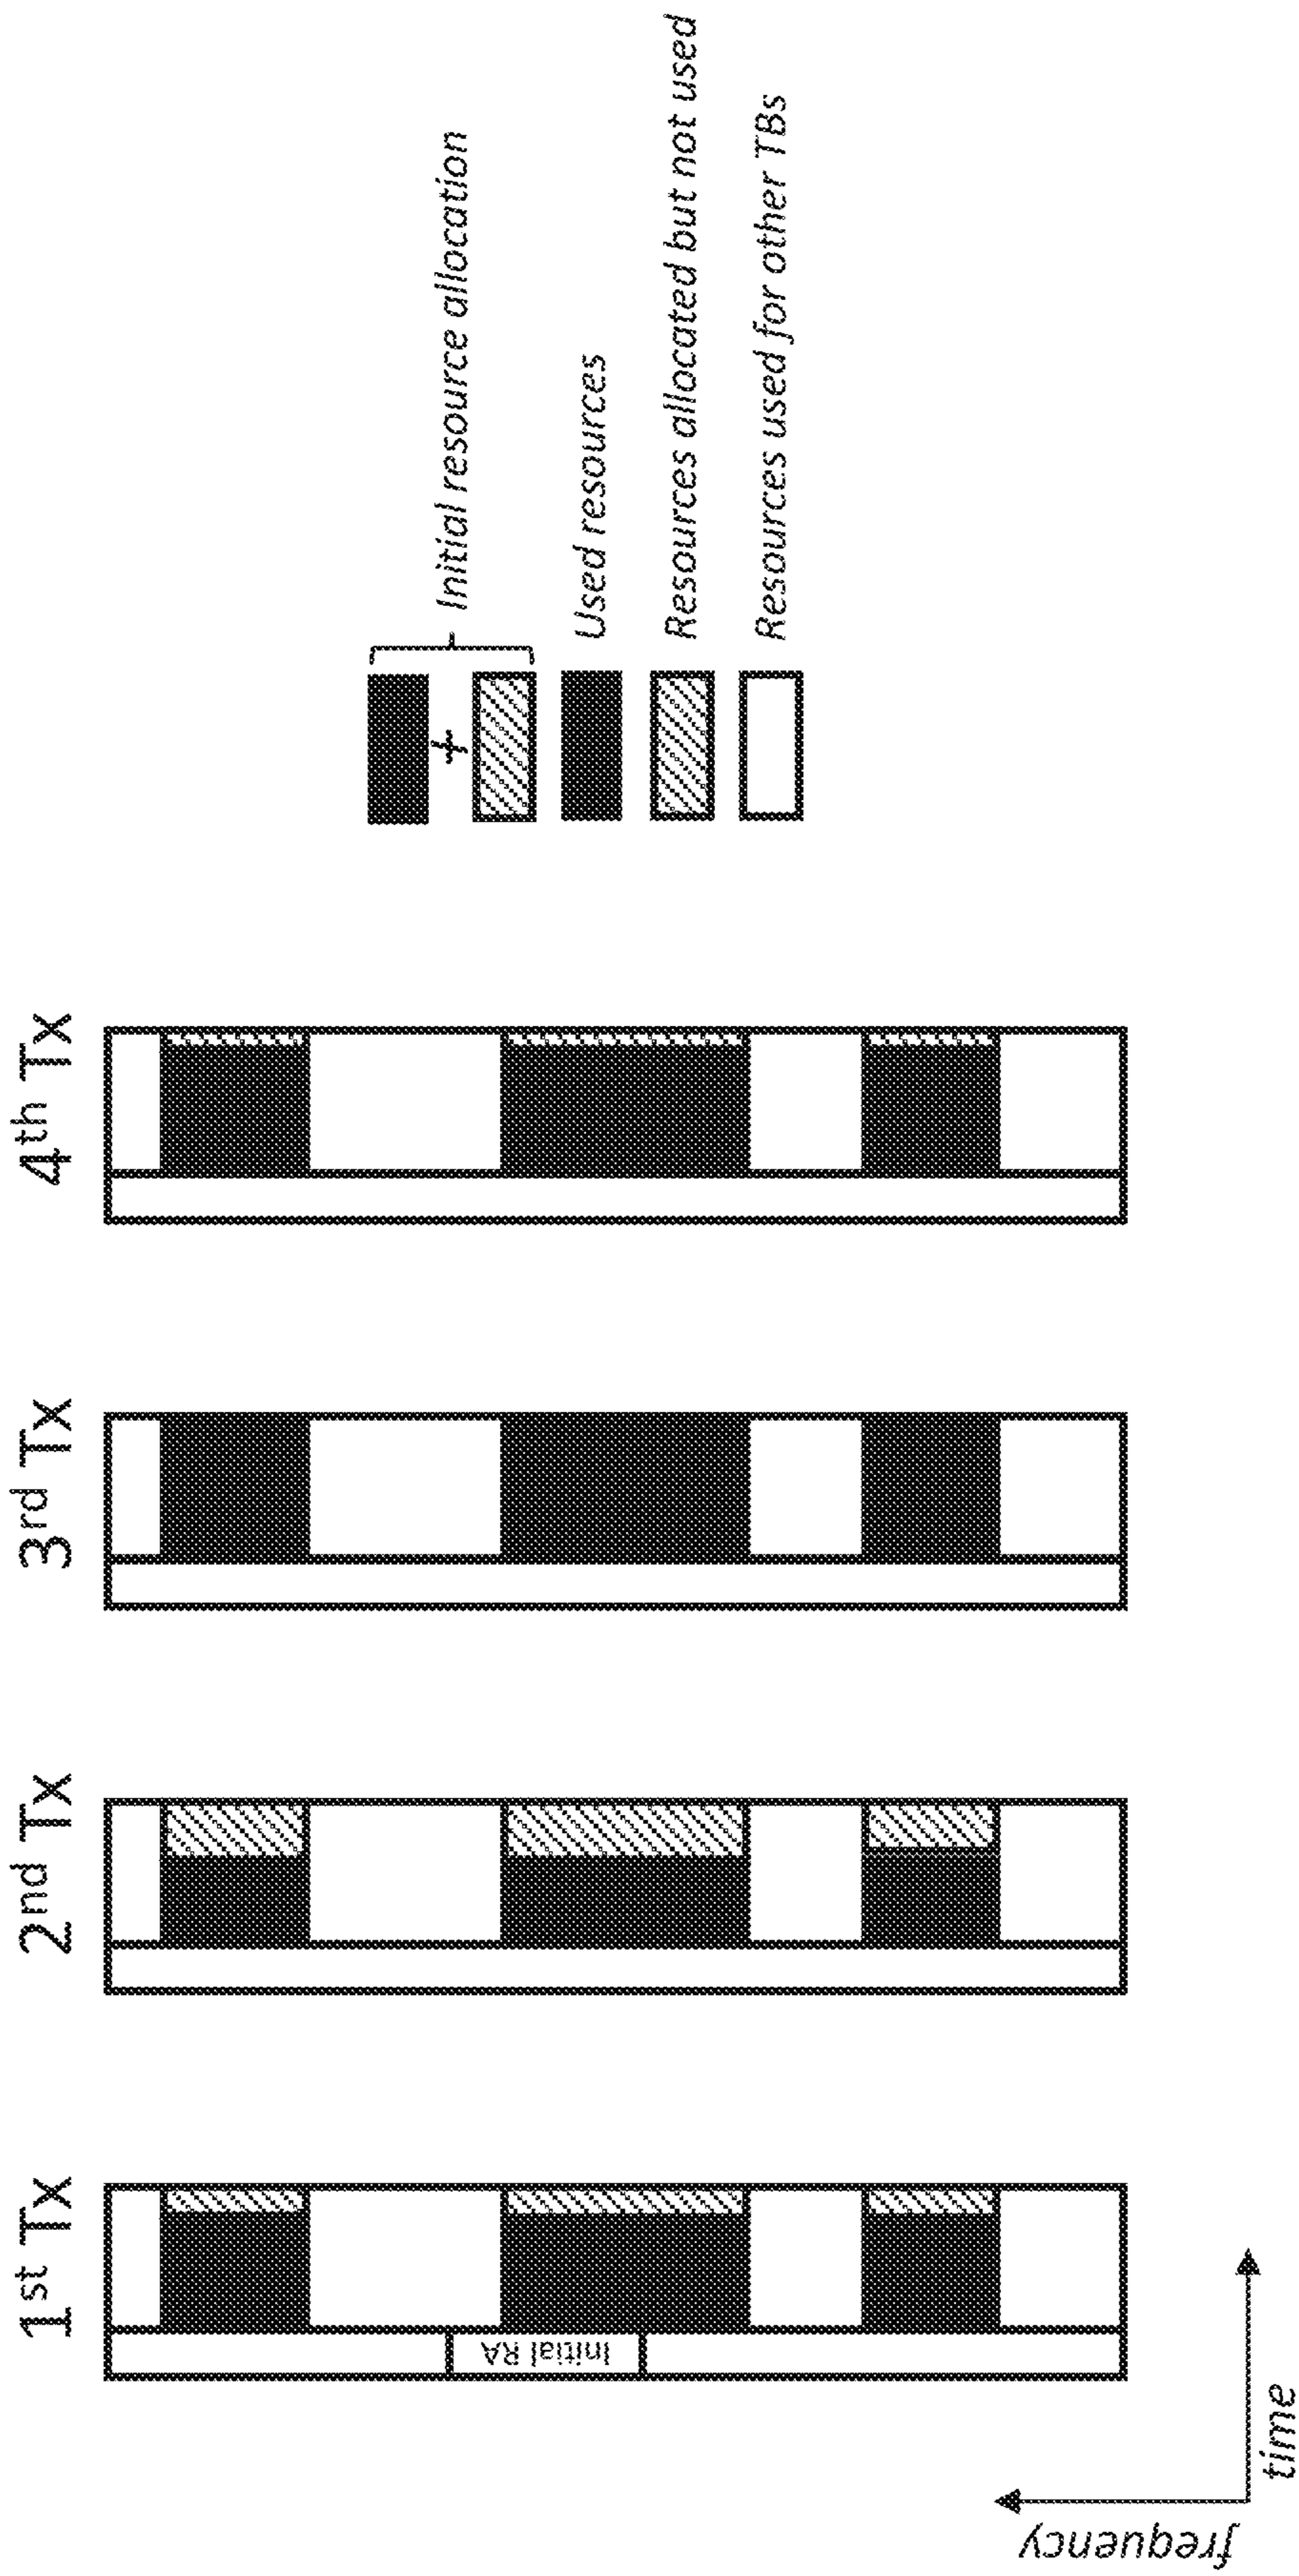 1st Tx
2nd Tx
3rd Tx
4th Tx
Initial RA
+
Initial resource allocation
Used resources
Resources allocated but not used
Resources used for other TBs
frequency
time